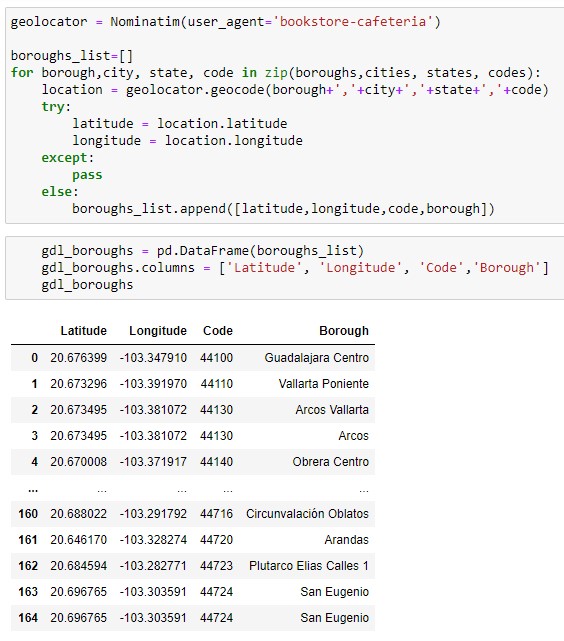 geolocator = Nominatim(user_agent='bookstore-cafeteria')
boroughs_list=[]
for borough,city, state, code in zip(boroughs,cities, states, codes):
    location = geolocator.geocode(borough+','+city+','+state+','+code)
    try:
        latitude = location.latitude
        longitude = location.longitude
    except:
        pass
    else:
        boroughs_list.append([latitude,longitude,code,borough])
    gdl_boroughs = pd.DataFrame(boroughs_list)
    gdl_boroughs.columns = ['Latitude', 'Longitude', 'Code','Borough']
    gdl_boroughs
Latitude Longitude Code Borough
0 20.676399 -103.347910 44100 Guadalajara Centro
1 20.673296 -103.391970 44110 Vallarta Poniente
2 20.673495 -103.381072 44130 Arcos Vallarta
3 20.673495 -103.381072 44130 Arcos
4 20.670008 -103.371917 44140 Obrera Centro
... ... ... ... ...
160 20.688022 -103.291792 44716 Circunvalación Oblatos
161 20.646170 -103.328274 44720 Arandas
162 20.684594 -103.282771 44723 Plutarco Elias Calles 1
163 20.696765 -103.303591 44724 San Eugenio
164 20.696765 -103.303591 44724 San Eugenio